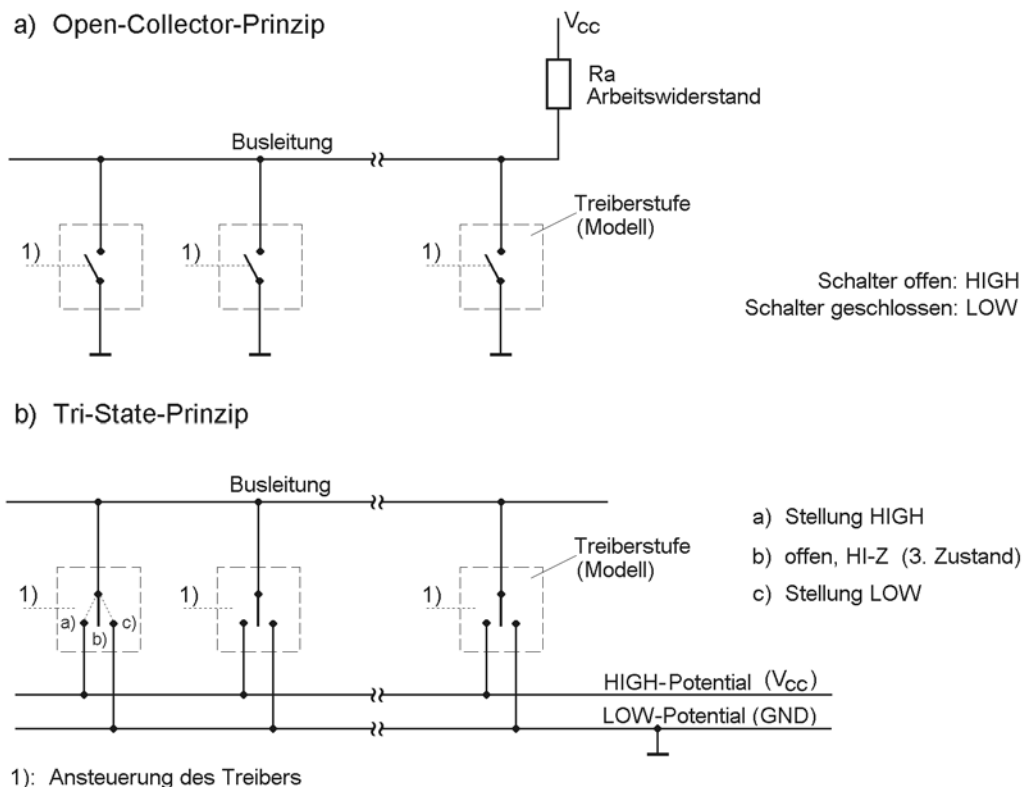 a) Open-Collector-Prinzip
VCC
Ra
Arbeitswiderstand
Busleitung
Treiberstufe
(Modell)
1)
1)
1)
Schalter offen: HIGH
Schalter geschlossen: LOW
b) Tri-State-Prinzip
Busleitung
a) Stellung HIGH
Treiberstufe
(Modell)
b) offen, HI-Z (3. Zustand)
c) Stellung LOW
1)
1)
1)
a)
b)
c)
HIGH-Potential (VCC)
LOW-Potential (GND)
1): Ansteuerung des Treibers